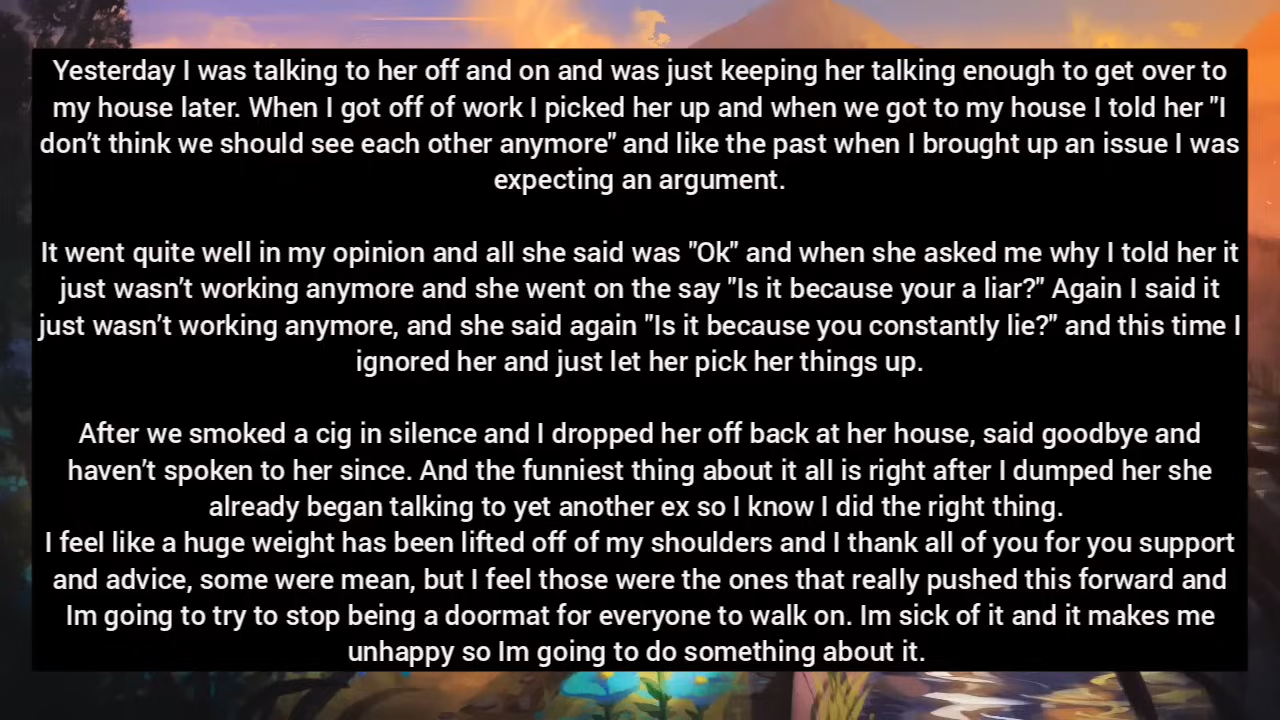 Yesterday I was talking to her off and on and was just keeping her talking enough to get over to
my house later. When I got off of work I picked her up and when we got to my house I told her "I
don't think we should see each other anymore" and like the past when I brought up an issue I was
expecting an argument.
It went quite well in my opinion and all she said was "Ok" and when she asked me why I told her it
just wasn't working anymore and she went on the say "Is it because your a liar?" Again I said it
just wasn't working anymore, and she said again "Is it because you constantly lie?" and this time I
ignored her and just let her pick her things up.
After we smoked a cig in silence and I dropped her off back at her house, said goodbye and
haven't spoken to her since. And the funniest thing about it all is right after I dumped her she
already began talking to yet another ex so I know I did the right thing.
I feel like a huge weight has been lifted off of my shoulders and I thank all of you for you support
and advice, some were mean, but I feel those were the ones that really pushed this forward and
Im going to try to stop being a doormat for everyone to walk on. Im sick of it and it makes me
unhappy so Im going to do something about it.